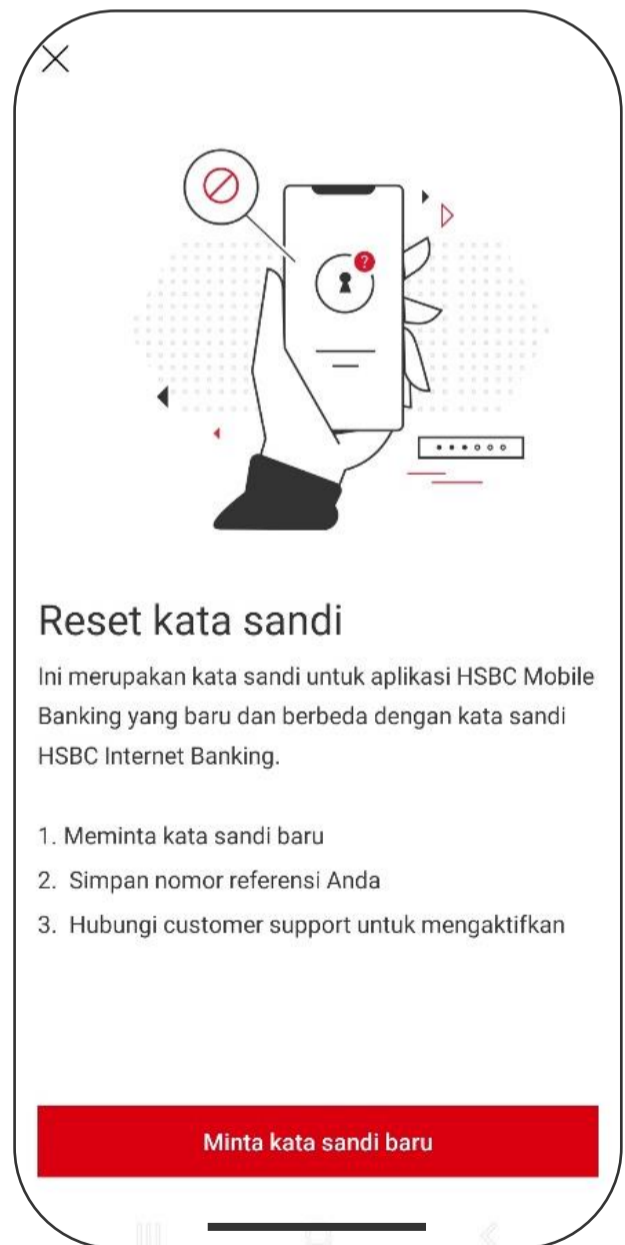 Reset kata sandi
Ini merupakan kata sandi untuk aplikasi HSBC Mobile
Banking yang baru dan berbeda dengan kata sandi
HSBC Internet Banking.
1. Meminta kata sandi baru
2. Simpan nomor referensi Anda
3. Hubungi customer support untuk mengaktifkan
Minta kata sandi baru